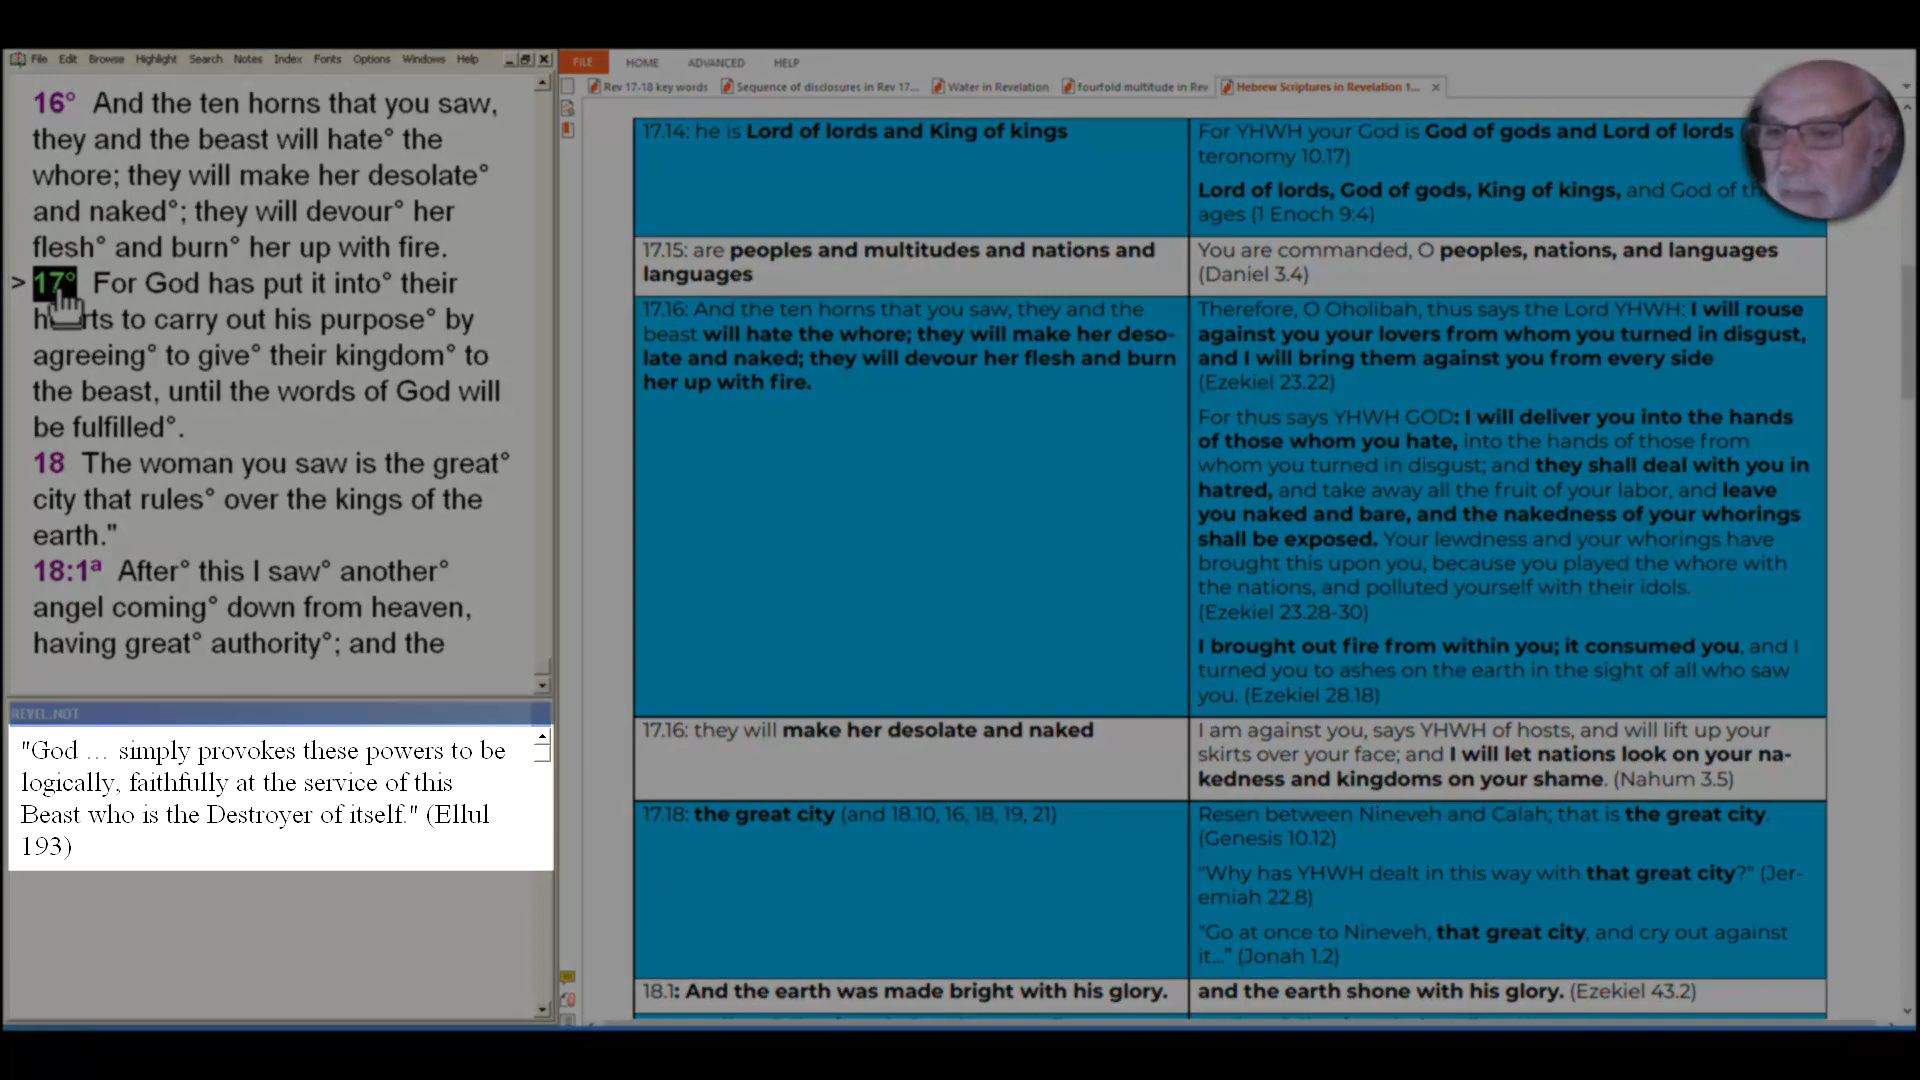 File Edit Browse Highlight Search Notes Index Fonts Options Windows Help
16° And the ten horns that you saw,
they and the beast will hate° the
whore; they will make her desolate°
and naked°; they will devour° her
flesh° and burn° her up with fire.
> 17° For God has put it into° their
to carry out his purpose° by
agreeing° to give° their kingdom° to
the beast, until the words of God will
be fulfilled°.
18 The woman you saw is the great°
city that rules° over the kings of the
earth."
18:1ª After° this I saw° another°
angel coming° down from heaven,
having great° authority°; and the
REVEL.NOT
"God ... simply provokes these powers to be
logically, faithfully at the service of this
Beast who is the Destroyer of itself." (Ellul
193)
FILE HOME ADVANCED HELP
Rev 17-18 key words Sequence of disclosures in Rev 17... Water in Revelation fourfold multitude in Rev Hebrew Scriptures in Revelation 1...
17.14: he is Lord of lords and King of kings
For YHWH your God is God of gods and Lord of lords
teronomy 10.17)
Lord of lords, God of gods, King of kings, and God of
ages (1 Enoch 9:4)
17.15: are peoples and multitudes and nations and
languages
You are commanded, O peoples, nations, and languages
(Daniel 3.4)
17.16: And the ten horns that you saw, they and the
beast will hate the whore; they will make her deso-
late and naked; they will devour her flesh and burn
her up with fire.
Therefore, O Oholibah, thus says the Lord YHWH: I will rouse
against you your lovers from whom you turned in disgust,
and I will bring them against you from every side
(Ezekiel 23.22)
For thus says YHWH GOD: I will deliver you into the hands
of those whom you hate, into the hands of those from
whom you turned in disgust; and they shall deal with you in
hatred, and take away all the fruit of your labor, and leave
you naked and bare, and the nakedness of your whorings
shall be exposed. Your lewdness and your whorings have
brought this upon you, because you played the whore with
the nations, and polluted yourself with their idols.
(Ezekiel 23.28-30)
I brought out fire from within you; it consumed you, and I
turned you to ashes on the earth in the sight of all who saw
you. (Ezekiel 28.18)
17.16: they will make her desolate and naked
I am against you, says YHWH of hosts, and will lift up your
skirts over your face; and I will let nations look on your na-
kedness and kingdoms on your shame. (Nahum 3.5)
17.18: the great city (and 18.10, 16, 18, 19, 21)
Resen between Nineveh and Calah; that is the great city.
(Genesis 10.12)
"Why has YHWH dealt in this way with that great city?" (Jer-
emiah 22.8)
"Go at once to Nineveh, that great city, and cry out against
it..." (Jonah 1.2)
18.1: And the earth was made bright with his glory.
and the earth shone with his glory. (Ezekiel 43.2)